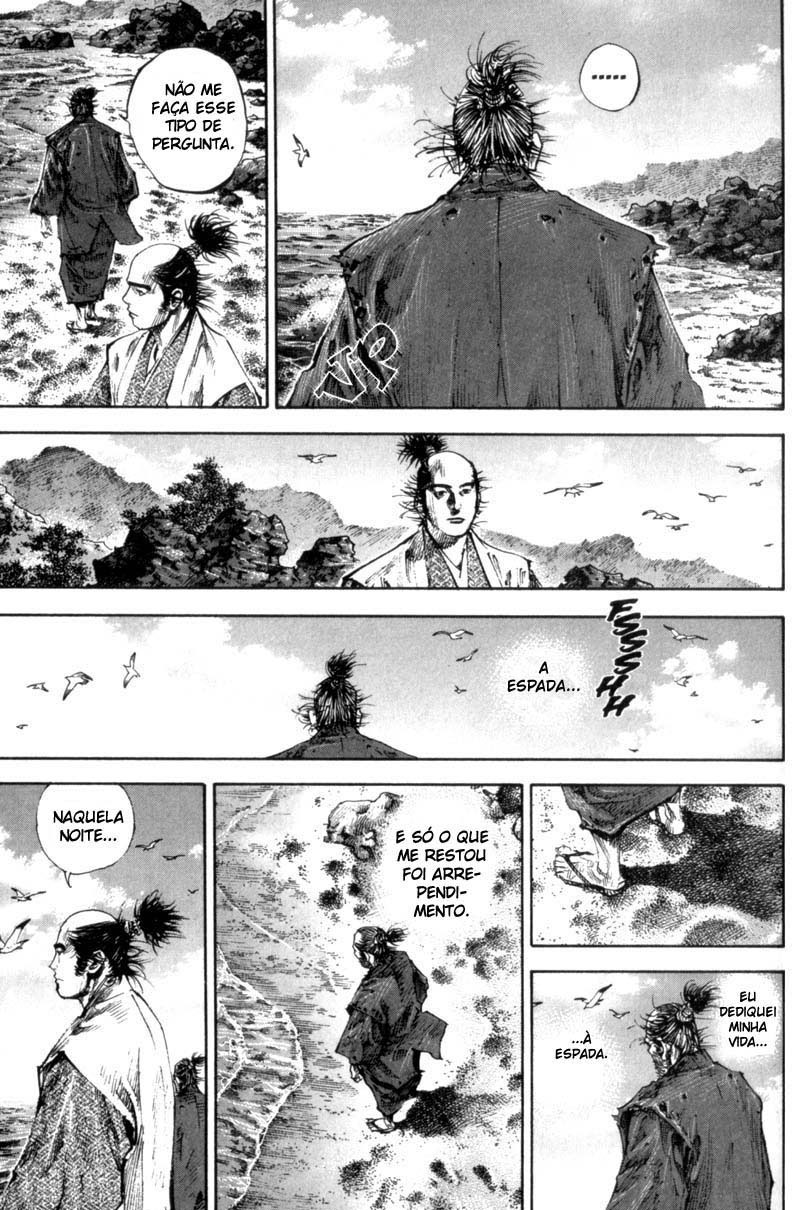 .....
NÃO ME
FAÇA ESSE
TIPO DE
PERGUNTA.
VP
A
ESPADA...
FSSSHH
EU
DEDIQUEI
MINHA
VIDA...
...À
ESPADA.
E SÓ O QUE
ME RESTOU
FOI ARRE-
PENDI-
MENTO.
NAQUELA
NOITE...